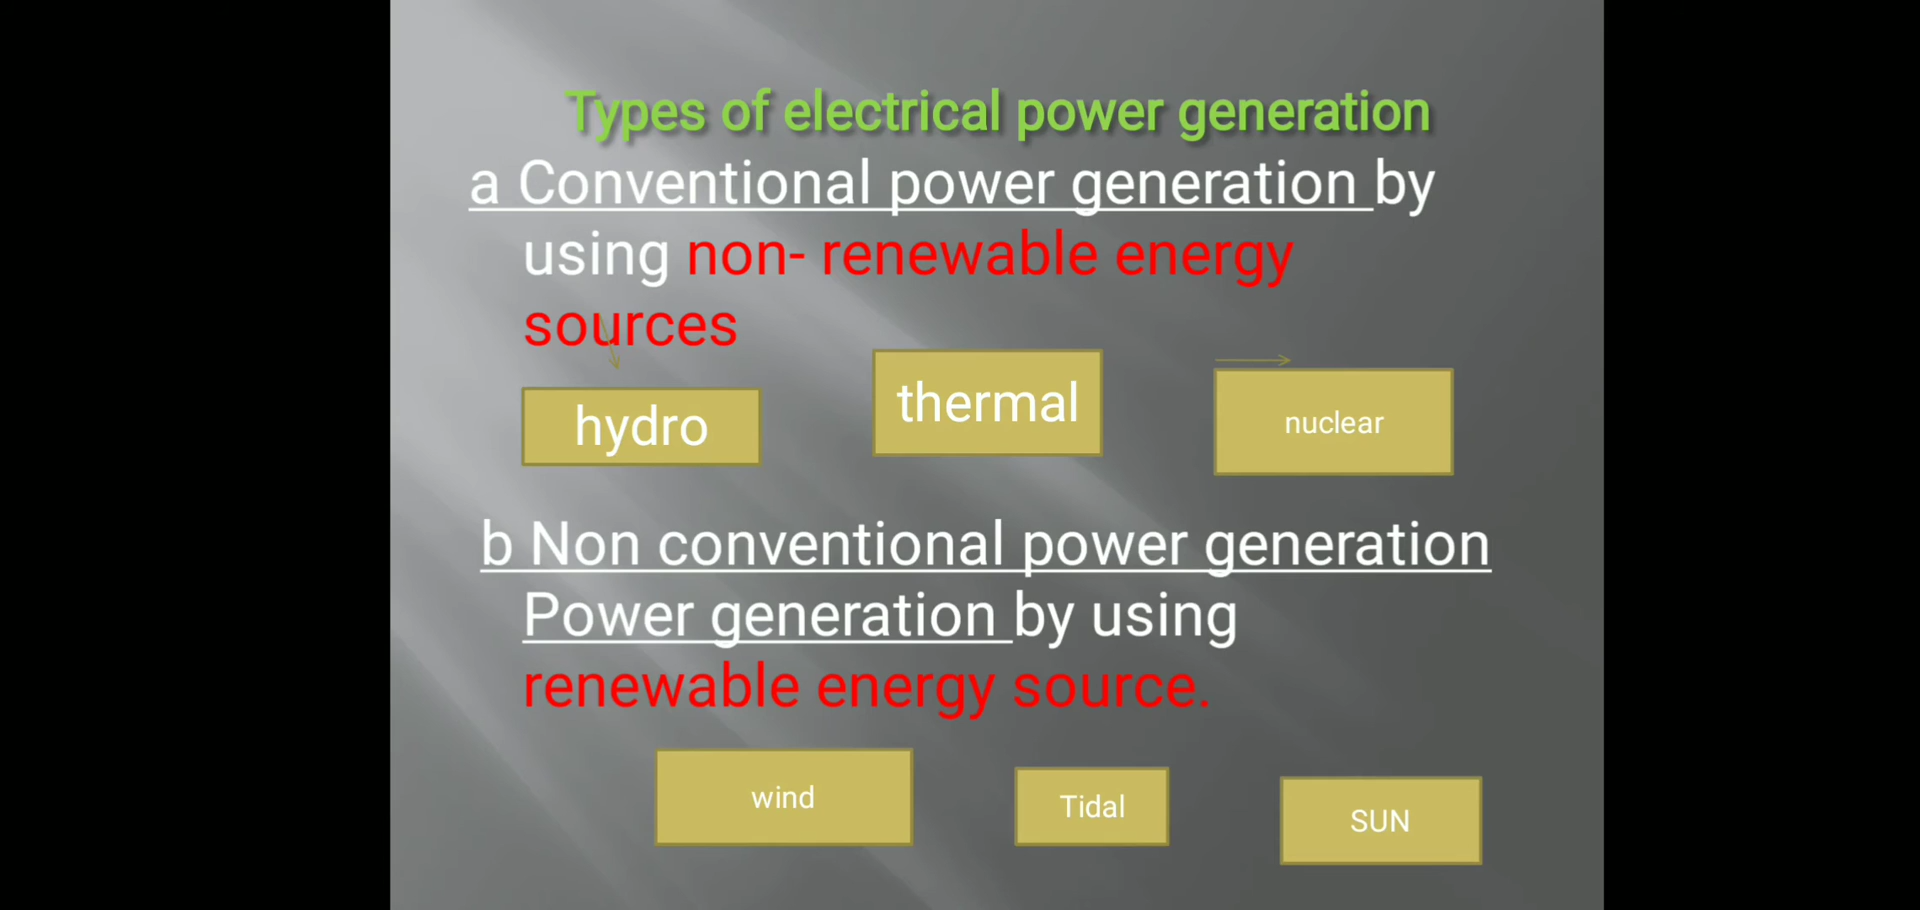 Types of electrical power generation
a Conventional power generation by
using non- renewable energy
sources
hydro
thermal
nuclear
b Non conventional power generation
Power generation by using
renewable energy source.
wind
Tidal
SUN